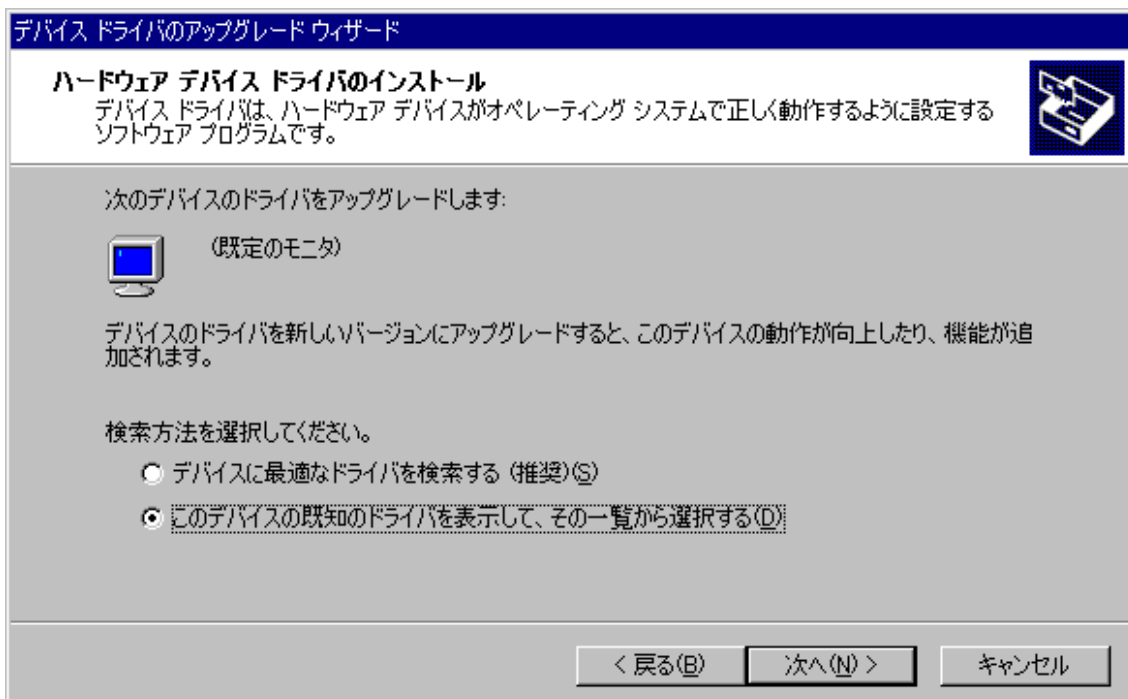 デバイス ドライバのアップグレード ウィザード
ハードウェア デバイス ドライバのインストール
デバイス ドライバは、ハードウェア デバイスがオペレーティング システムで正しく動作するように設定する
ソフトウェア プログラムです。
次のデバイスのドライバをアップグレードします:
(既定のモニタ)
デバイスのドライバを新しいバージョンにアップグレードすると、このデバイスの動作が向上したり、機能が追
加されます。
検索方法を選択してください。
デバイスに最適なドライバを検索する (推奨)(S)
このデバイスの既知のドライバを表示して、その一覧から選択する(D)
< 戻る(B)
次へ(N) >
キャンセル